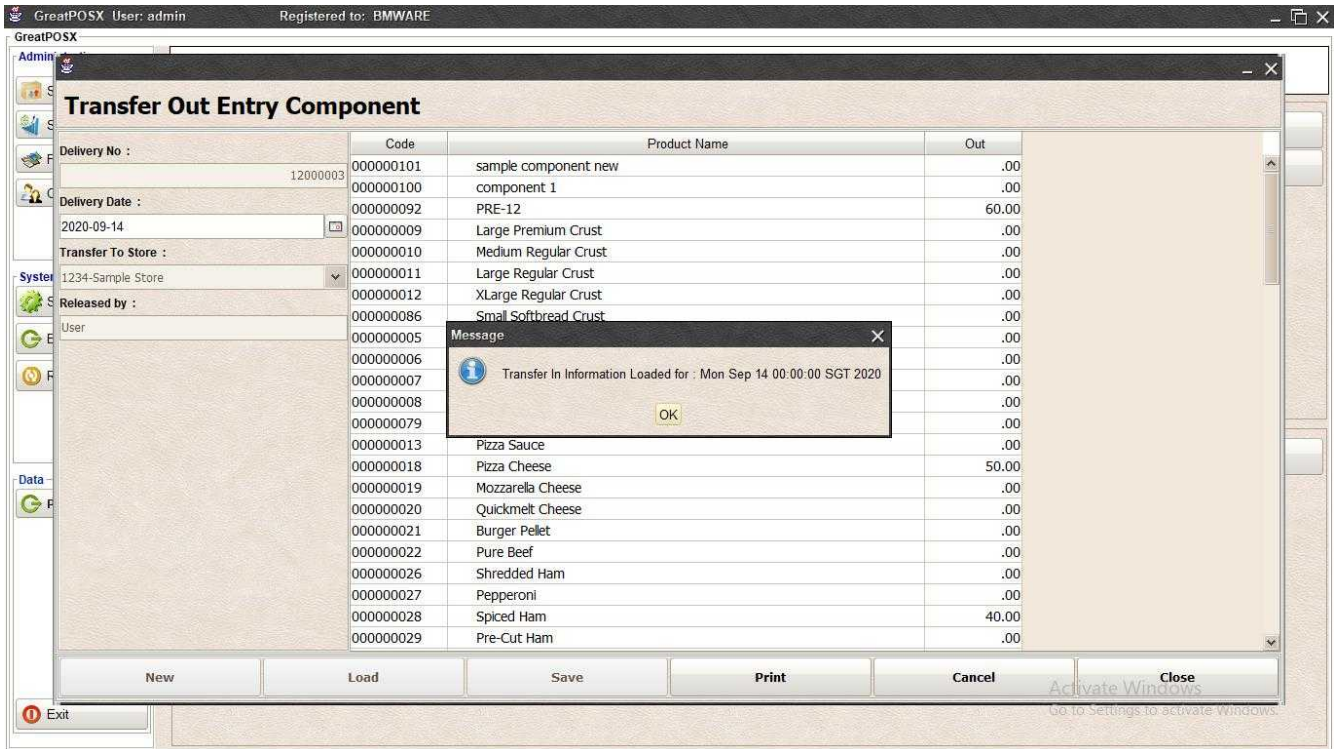 GreatPOSX User: admin Registered to: BMWARE
GreatPOSX
Admin
Transfer Out Entry Component
Delivery No :
12000003
Delivery Date :
2020-09-14
Transfer To Store :
1234-Sample Store
Released by :
User
Code Product Name Out
000000101 sample component new .00
000000100 component 1 .00
000000092 PRE-12 60.00
000000009 Large Premium Crust .00
000000010 Medium Regular Crust .00
000000011 Large Regular Crust .00
000000012 XLarge Regular Crust .00
000000086 Small Softbread Crust .00
000000005 .00
000000006 .00
000000007 .00
000000008 .00
000000079 .00
000000013 Pizza Sauce .00
000000018 Pizza Cheese 50.00
000000019 Mozzarella Cheese .00
000000020 Quickmelt Cheese .00
000000021 Burger Pellet .00
000000022 Pure Beef .00
000000026 Shredded Ham .00
000000027 Pepperoni .00
000000028 Spiced Ham 40.00
000000029 Pre-Cut Ham .00
Message
Transfer In Information Loaded for : Mon Sep 14 00:00:00 SGT 2020
OK
New Load Save Print Cancel Close
Activate Windows
Go to Settings to activate Windows.
Data
Exit